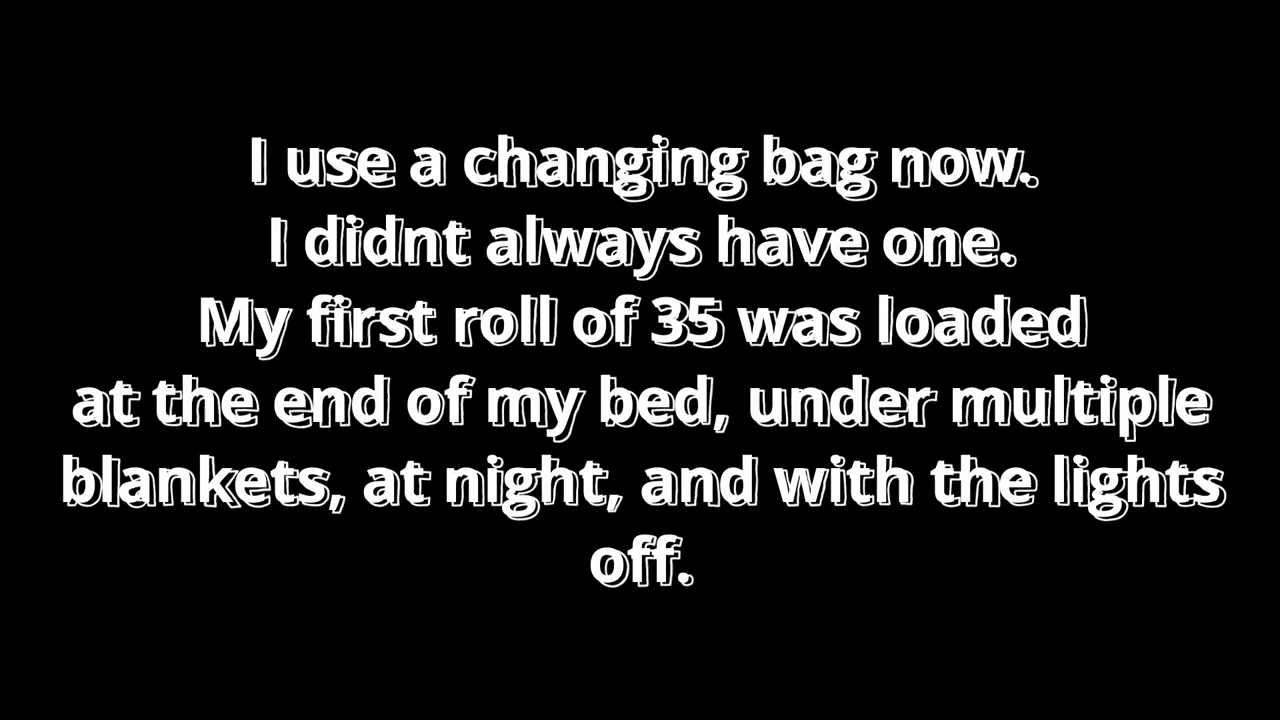 I use a changing bag now.
I didnt always have one.
My first roll of 35 was loaded
at the end of my bed, under multiple
blankets, at night, and with the lights
off.